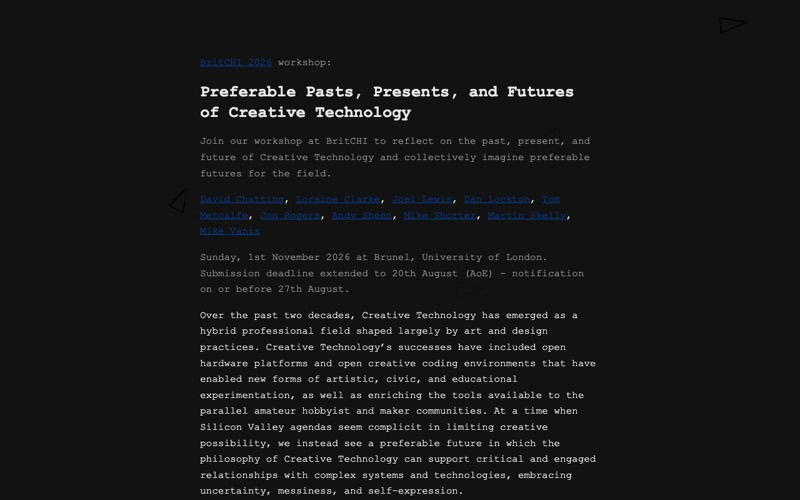 BritCHI 2026 workshop:
Preferable Pasts, Presents, and Futures
of Creative Technology
Join our workshop at BritCHI to reflect on the past, present, and
future of Creative Technology and collectively imagine preferable
futures for the field.
David Chatting, Loraine Clarke, Joel Lewis, Dan Lockton, Tom
Metcalfe, Jon Rogers, Andy Sheen, Mike Shorter, Martin Skelly,
Mike Vanis
Sunday, 1st November 2026 at Brunel, University of London.
Submission deadline extended to 20th August (AoE) – notification
on or before 27th August.
Over the past two decades, Creative Technology has emerged as a
hybrid professional field shaped largely by art and design
practices. Creative Technology’s successes have included open
hardware platforms and open creative coding environments that have
enabled new forms of artistic, civic, and educational
experimentation, as well as enriching the tools available to the
parallel amateur hobbyist and maker communities. At a time when
Silicon Valley agendas seem complicit in limiting creative
possibility, we instead see a preferable future in which the
philosophy of Creative Technology can support critical and engaged
relationships with complex systems and technologies, embracing
uncertainty, messiness, and self-expression.